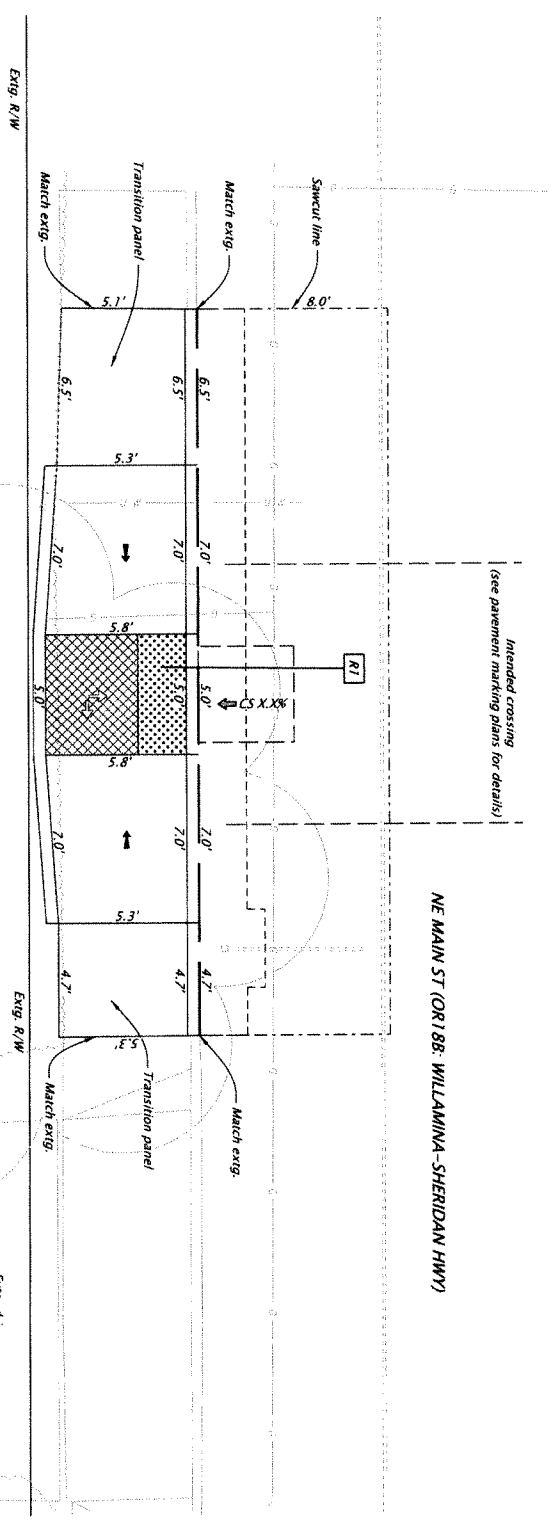 Intended crossing
(see pavement marking plans for details)
NE MAIN ST (OR18B: WILLAMINA-SHERIDAN HWY)
Sawcut line
8.0'
R1
Match extg.
Match extg.
CS X.X%
6.5'
7.0'
5.0'
7.0'
4.7'
6.5'
7.0'
5.0'
7.0'
4.7'
Transition panel
Transition panel
5.1'
5.3'
5.8'
5.8'
5.3'
5.3'
6.5'
7.0'
5.0'
7.0'
4.7'
Match extg.
Match extg.
Extg. R/W
Extg. R/W